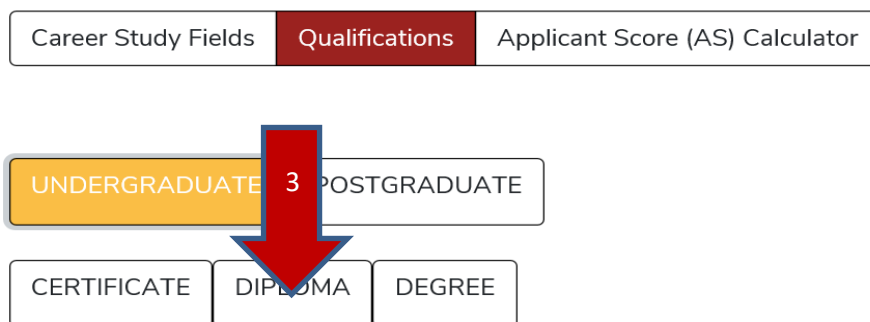 Career Study Fields Qualifications Applicant Score (AS) Calculator
UNDERGRADUATE 3 POSTGRADUATE
CERTIFICATE DIPLOMA DEGREE